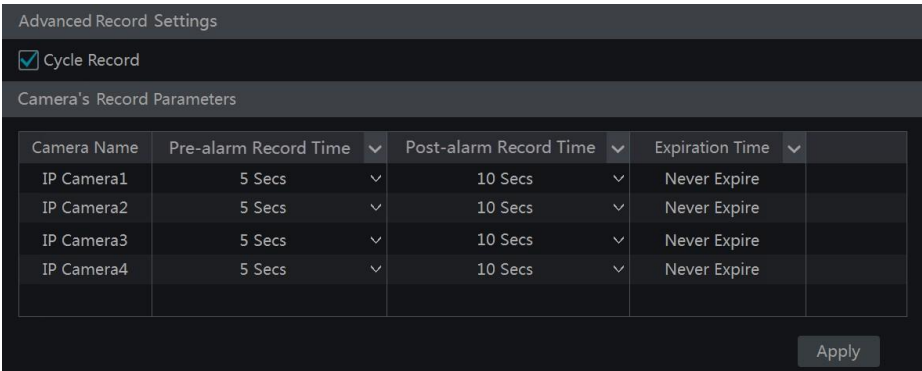 Advanced Record Settings
Cycle Record
Camera's Record Parameters
Camera Name Pre-alarm Record Time Post-alarm Record Time Expiration Time
IP Camera1 5 Secs 10 Secs Never Expire
IP Camera2 5 Secs 10 Secs Never Expire
IP Camera3 5 Secs 10 Secs Never Expire
IP Camera4 5 Secs 10 Secs Never Expire
Apply